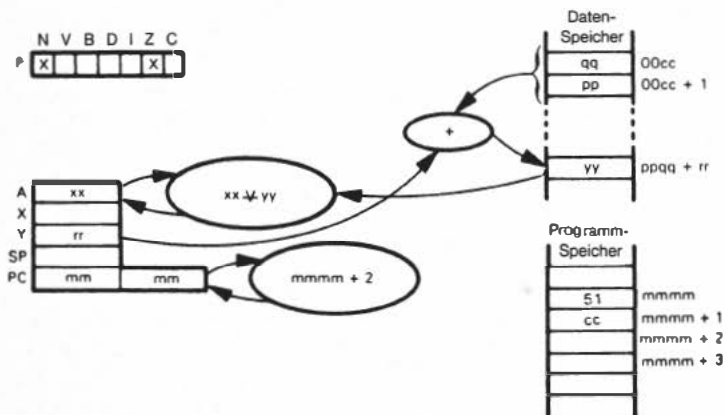 Daten-
Speicher
N V B D I Z C
P X X
qq 00cc
pp 00cc + 1
+
yy ppqq + rr
A xx
xx ⊻ yy
X
Y rr
SP
PC mm mm
mmmm + 2
Programm-
Speicher
51 mmmm
cc mmmm + 1
mmmm + 2
mmmm + 3